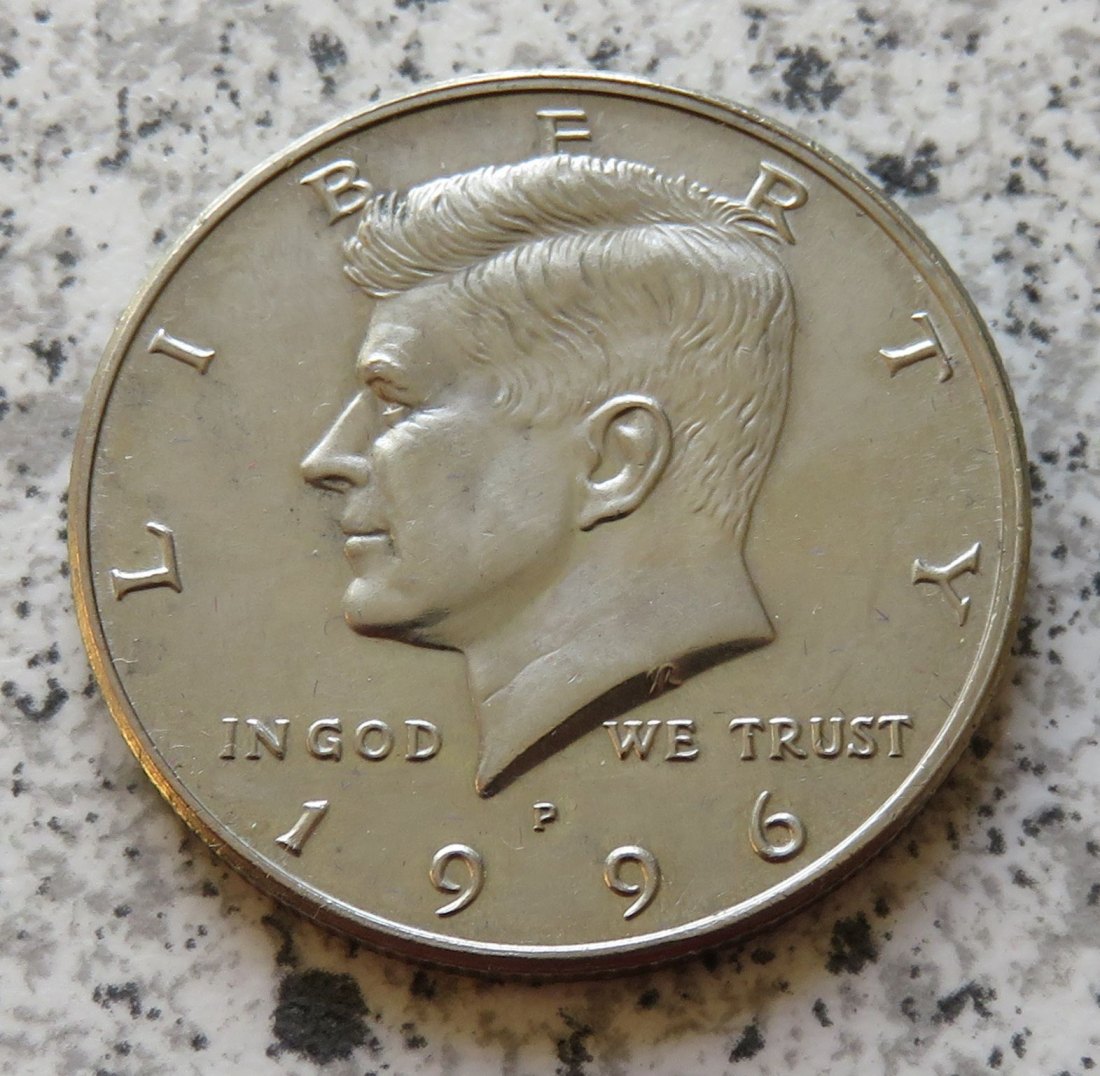 LIBERTY
IN GOD WE TRUST
P
1996